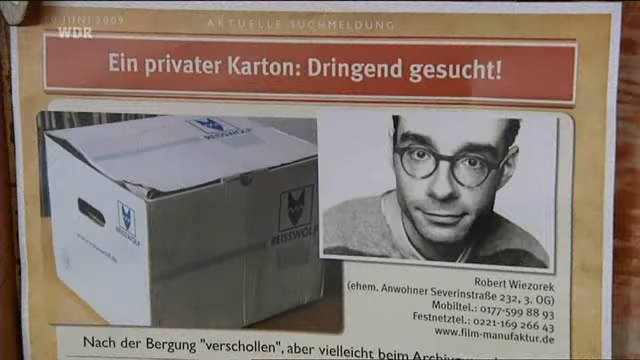 JUNI 2009
WDR
AKTUELLE SUCHMELDUNG
Ein privater Karton: Dringend gesucht!
REISSWOLF
REISSWOLF
REISSWOLF
Robert Wiezorek
(ehem. Anwohner Severinstraße 232, 3. OG)
Mobiltel.: 0177-599 88 93
Festnetztel.: 0221-169 266 43
www.film-manufaktur.de
Nach der Bergung "verschollen", aber vielleicht beim